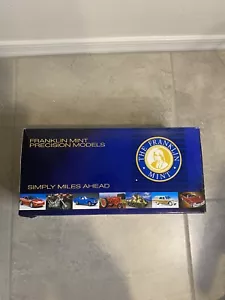 FRANKLIN MINT
PRECISION MODELS
THE FRANKLIN
MINT
SIMPLY MILES AHEAD